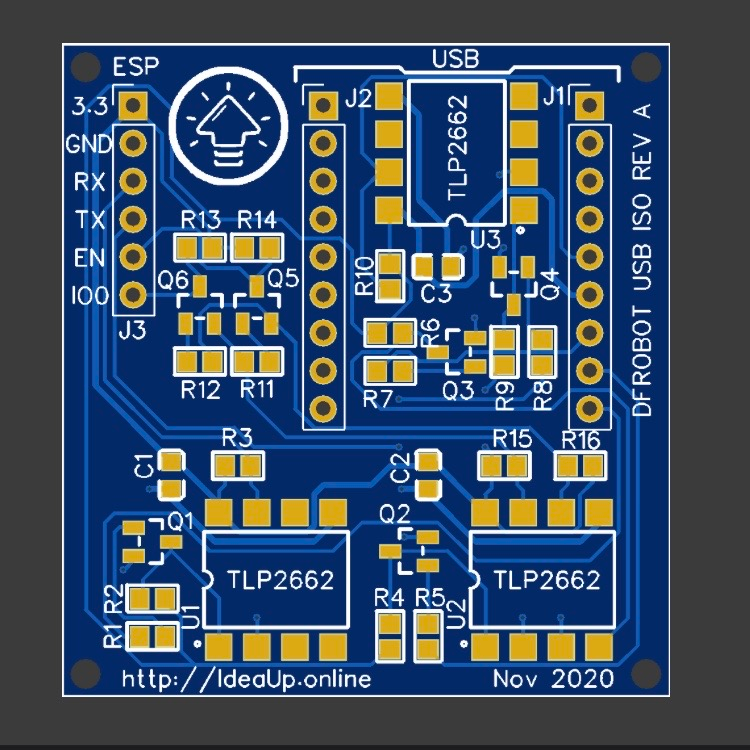 USB
ESP
J2
J1
3.3
GND
RX
TX
EN
IO0
J3
TLP2662
U3
DFROBOT USB ISO REV A
R13
R14
Q6
Q5
R12
R11
R10
C3
Q4
R6
R7
Q3
R9
R8
C1
R3
C2
R15
R16
Q1
Q2
TLP2662
TLP2662
R2
R1
U1
R4
R5
U2
http://IdeaUp.online
Nov 2020